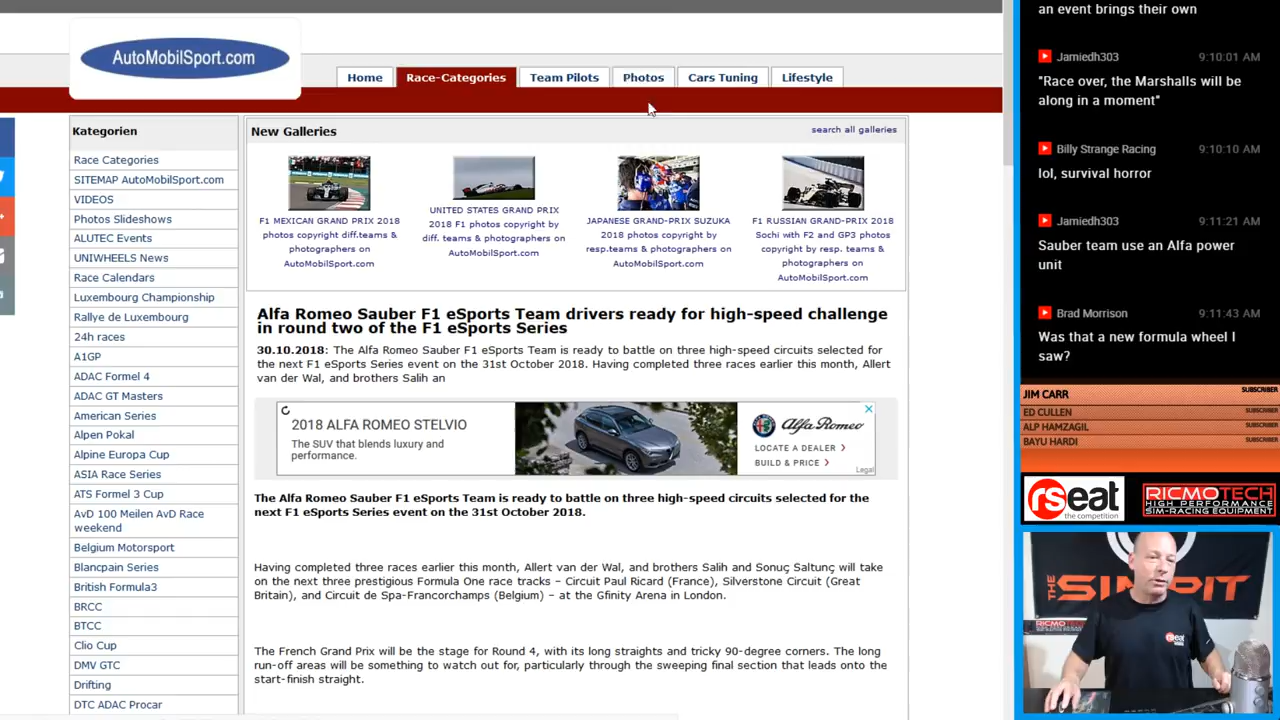 AutoMobilSport.com
Home
Race-Categories
Team Pilots
Photos
Cars Tuning
Lifestyle
Kategorien
Race Categories
SITEMAP AutoMobilSport.com
VIDEOS
Photos Slideshows
ALUTEC Events
UNIWHEELS News
Race Calendars
Luxembourg Championship
Rallye de Luxembourg
24h races
A1GP
ADAC Formel 4
ADAC GT Masters
American Series
Alpen Pokal
Alpine Europa Cup
ASIA Race Series
ATS Formel 3 Cup
AvD 100 Meilen AvD Race
weekend
Belgium Motorsport
Blancpain Series
British Formula3
BRCC
BTCC
Clio Cup
DMV GTC
Drifting
DTC ADAC Procar
New Galleries
search all galleries
F1 MEXICAN GRAND PRIX 2018
photos copyright diff.teams &
photographers on
AutoMobilSport.com
UNITED STATES GRAND PRIX
2018 F1 photos copyright by
diff. teams & photographers on
AutoMobilSport.com
JAPANESE GRAND-PRIX SUZUKA
2018 photos copyright by
resp.teams & photographers on
AutoMobilSport.com
F1 RUSSIAN GRAND-PRIX 2018
Sochi with F2 and GP3 photos
copyright by resp. teams &
photographers on
AutoMobilSport.com
Alfa Romeo Sauber F1 eSports Team drivers ready for high-speed challenge
in round two of the F1 eSports Series
30.10.2018: The Alfa Romeo Sauber F1 eSports Team is ready to battle on three high-speed circuits selected for
the next F1 eSports Series event on the 31st October 2018. Having completed three races earlier this month, Allert
van der Wal, and brothers Salih an
2018 ALFA ROMEO STELVIO
The SUV that blends luxury and
performance.
Alfa Romeo
LOCATE A DEALER >
BUILD & PRICE >
Legal
The Alfa Romeo Sauber F1 eSports Team is ready to battle on three high-speed circuits selected for the
next F1 eSports Series event on the 31st October 2018.
Having completed three races earlier this month, Allert van der Wal, and brothers Salih and Sonuç Saltunç will take
on the next three prestigious Formula One race tracks – Circuit Paul Ricard (France), Silverstone Circuit (Great
Britain), and Circuit de Spa-Francorchamps (Belgium) – at the Gfinity Arena in London.
The French Grand Prix will be the stage for Round 4, with its long straights and tricky 90-degree corners. The long
run-off areas will be something to watch out for, particularly through the sweeping final section that leads onto the
start-finish straight.
an event brings their own
Jamiedh303 9:10:01 AM
"Race over, the Marshalls will be
along in a moment"
Billy Strange Racing 9:10:10 AM
lol, survival horror
Jamiedh303 9:11:21 AM
Sauber team use an Alfa power
unit
Brad Morrison 9:11:43 AM
Was that a new formula wheel I
saw?
JIM CARR SUBSCRIBER
ED CULLEN SUBSCRIBER
ALP HAMZAGIL SUBSCRIBER
BAYU HARDI SUBSCRIBER
rseat
the competition
RICMOTECH
HIGH PERFORMANCE
SIM-RACING EQUIPMENT
THE
SIMPIT
RICMOTECH
rseat